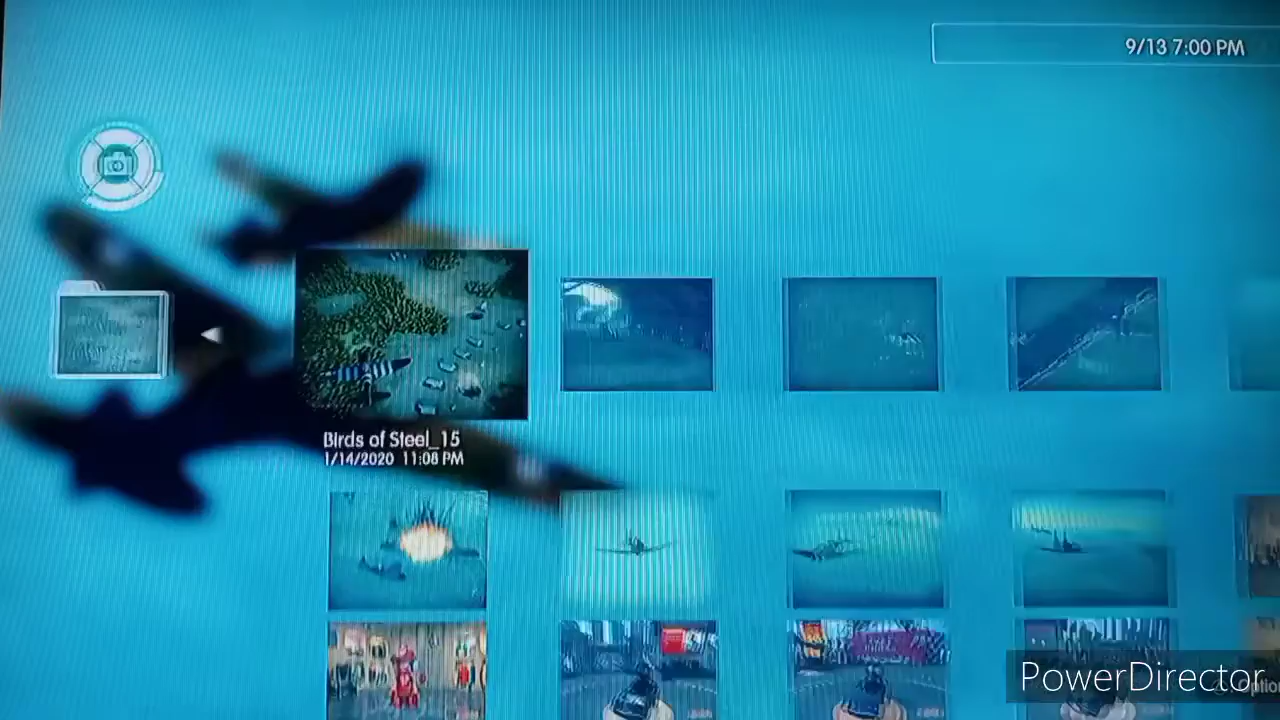 9/13 7:00 PM
Birds of Steel_15
1/14/2020 11:08 PM
PowerDirector